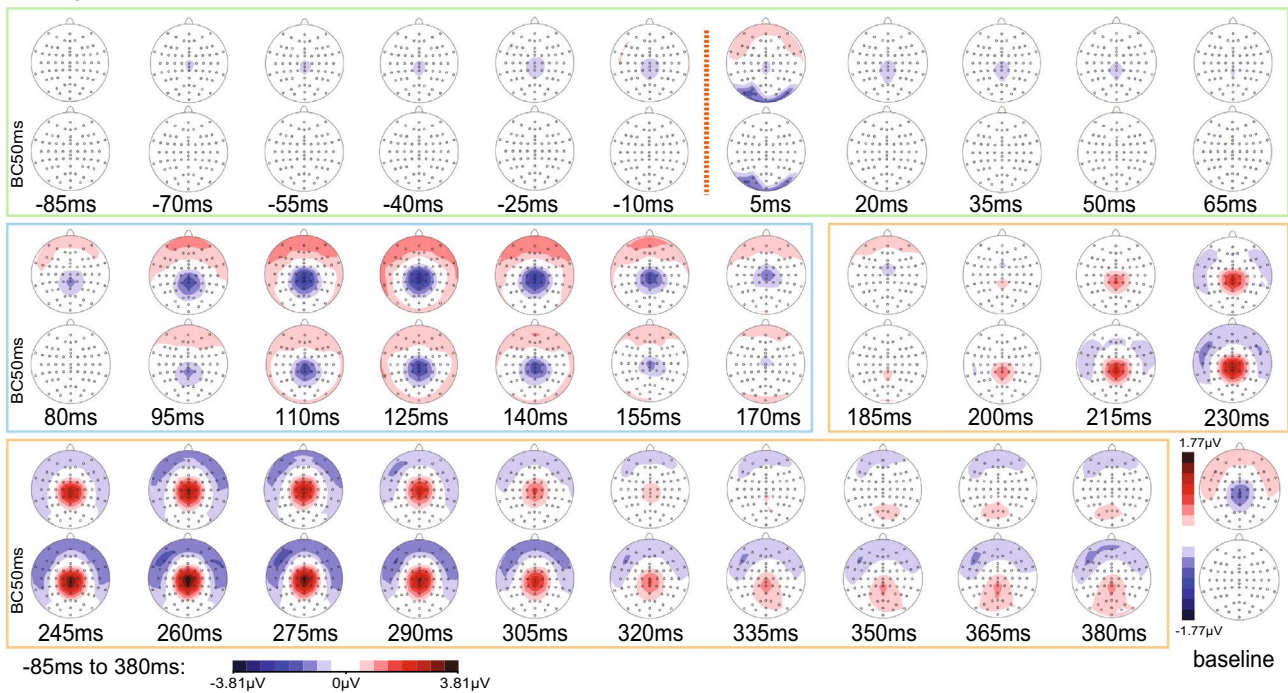 BC50ms
-85ms -70ms -55ms -40ms -25ms -10ms 5ms 20ms 35ms 50ms 65ms
BC50ms
80ms 95ms 110ms 125ms 140ms 155ms 170ms 185ms 200ms 215ms 230ms
1.77µV
BC50ms
-1.77µV
245ms 260ms 275ms 290ms 305ms 320ms 335ms 350ms 365ms 380ms
baseline
-85ms to 380ms:
-3.81µV 0µV 3.81µV